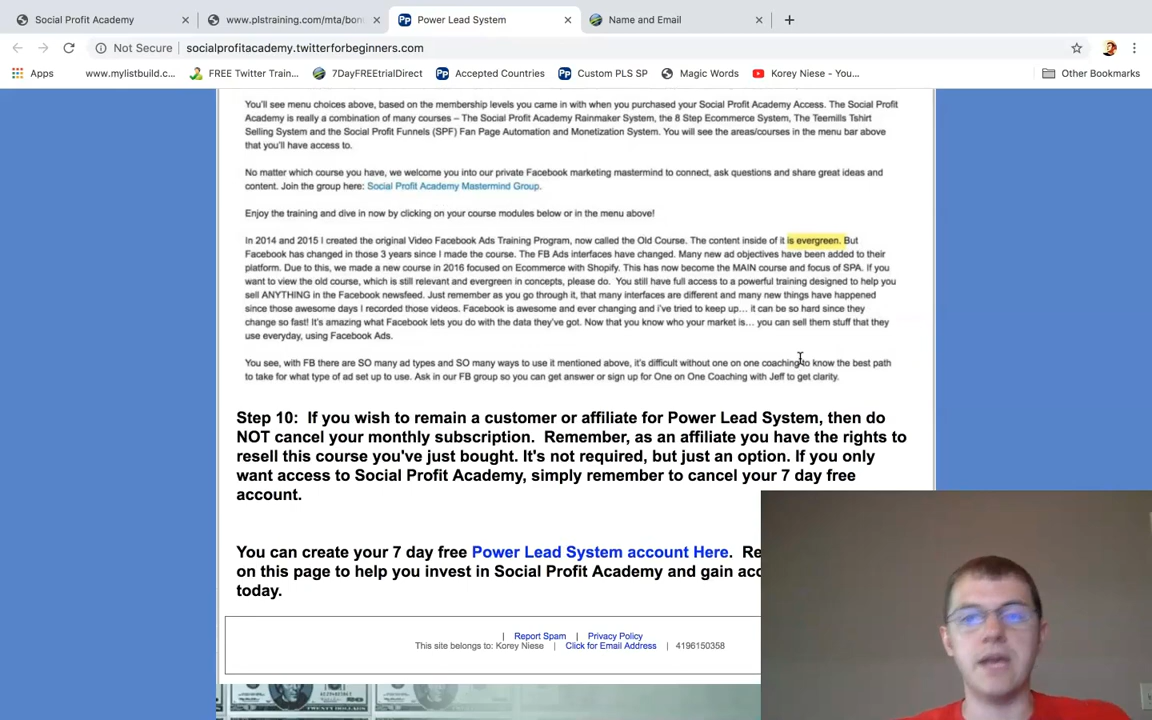 Social Profit Academy
www.plstraining.com/mta/bon
Power Lead System
Name and Email
Not Secure
socialprofitacademy.twitterforbeginners.com
Apps
www.mylistbuild.c...
FREE Twitter Train...
7DayFREEtrialDirect
Accepted Countries
Custom PLS SP
Magic Words
Korey Niese - You...
Other Bookmarks
You'll see menu choices above, based on the membership levels you came in with when you purchased your Social Profit Academy Access. The Social Profit
Academy is really a combination of many courses – The Social Profit Academy Rainmaker System, the 8 Step Ecommerce System, The Teemills Tshirt
Selling System and the Social Profit Funnels (SPF) Fan Page Automation and Monetization System. You will see the areas/courses in the menu bar above
that you'll have access to.
No matter which course you have, we welcome you into our private Facebook marketing mastermind to connect, ask questions and share great ideas and
content. Join the group here: Social Profit Academy Mastermind Group.
Enjoy the training and dive in now by clicking on your course modules below or in the menu above!
In 2014 and 2015 I created the original Video Facebook Ads Training Program, now called the Old Course. The content inside of it is evergreen. But
Facebook has changed in those 3 years since I made the course. The FB Ads interfaces have changed. Many new ad objectives have been added to their
platform. Due to this, we made a new course in 2016 focused on Ecommerce with Shopify. This has now become the MAIN course and focus of SPA. If you
want to view the old course, which is still relevant and evergreen in concepts, please do. You still have full access to a powerful training designed to help you
sell ANYTHING in the Facebook newsfeed. Just remember as you go through it, that many interfaces are different and many new things have happened
since those awesome days I recorded those videos. Facebook is awesome and ever changing and i've tried to keep up... it can be so hard since they
change so fast! It's amazing what Facebook lets you do with the data they've got. Now that you know who your market is... you can sell them stuff that they
use everyday, using Facebook Ads.
You see, with FB there are SO many ad types and SO many ways to use it mentioned above, it's difficult without one on one coaching to know the best path
to take for what type of ad set up to use. Ask in our FB group so you can get answer or sign up for One on One Coaching with Jeff to get clarity.
Step 10: If you wish to remain a customer or affiliate for Power Lead System, then do
NOT cancel your monthly subscription. Remember, as an affiliate you have the rights to
resell this course you've just bought. It's not required, but just an option. If you only
want access to Social Profit Academy, simply remember to cancel your 7 day free
account.
You can create your 7 day free Power Lead System account Here. Re
on this page to help you invest in Social Profit Academy and gain acc
today.
| Report Spam | Privacy Policy
This site belongs to: Korey Niese | Click for Email Address | 4196150358